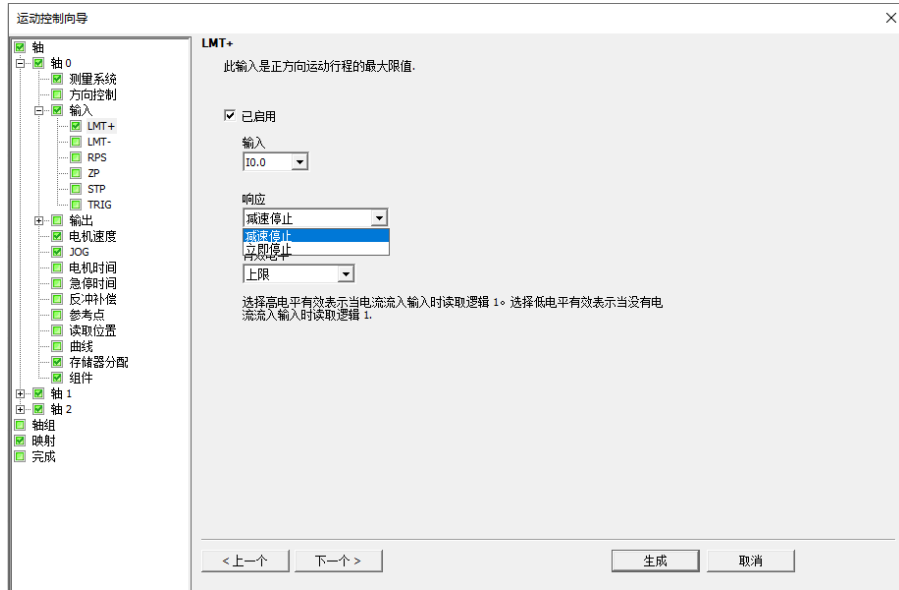 运动控制向导
轴
轴 0
测量系统
方向控制
输入
LMT+
LMT-
RPS
ZP
STP
TRIG
输出
电机速度
JOG
电机时间
急停时间
反冲补偿
参考点
读取位置
曲线
存储器分配
组件
轴 1
轴 2
轴组
映射
完成
LMT+
此输入是正方向运动行程的最大限值.
已启用
输入
I0.0
响应
减速停止
减速停止
立即停止
有效电平
上限
选择高电平有效表示当电流流入输入时读取逻辑 1。选择低电平有效表示当没有电
流流入输入时读取逻辑 1.
<上一个
下一个>
生成
取消